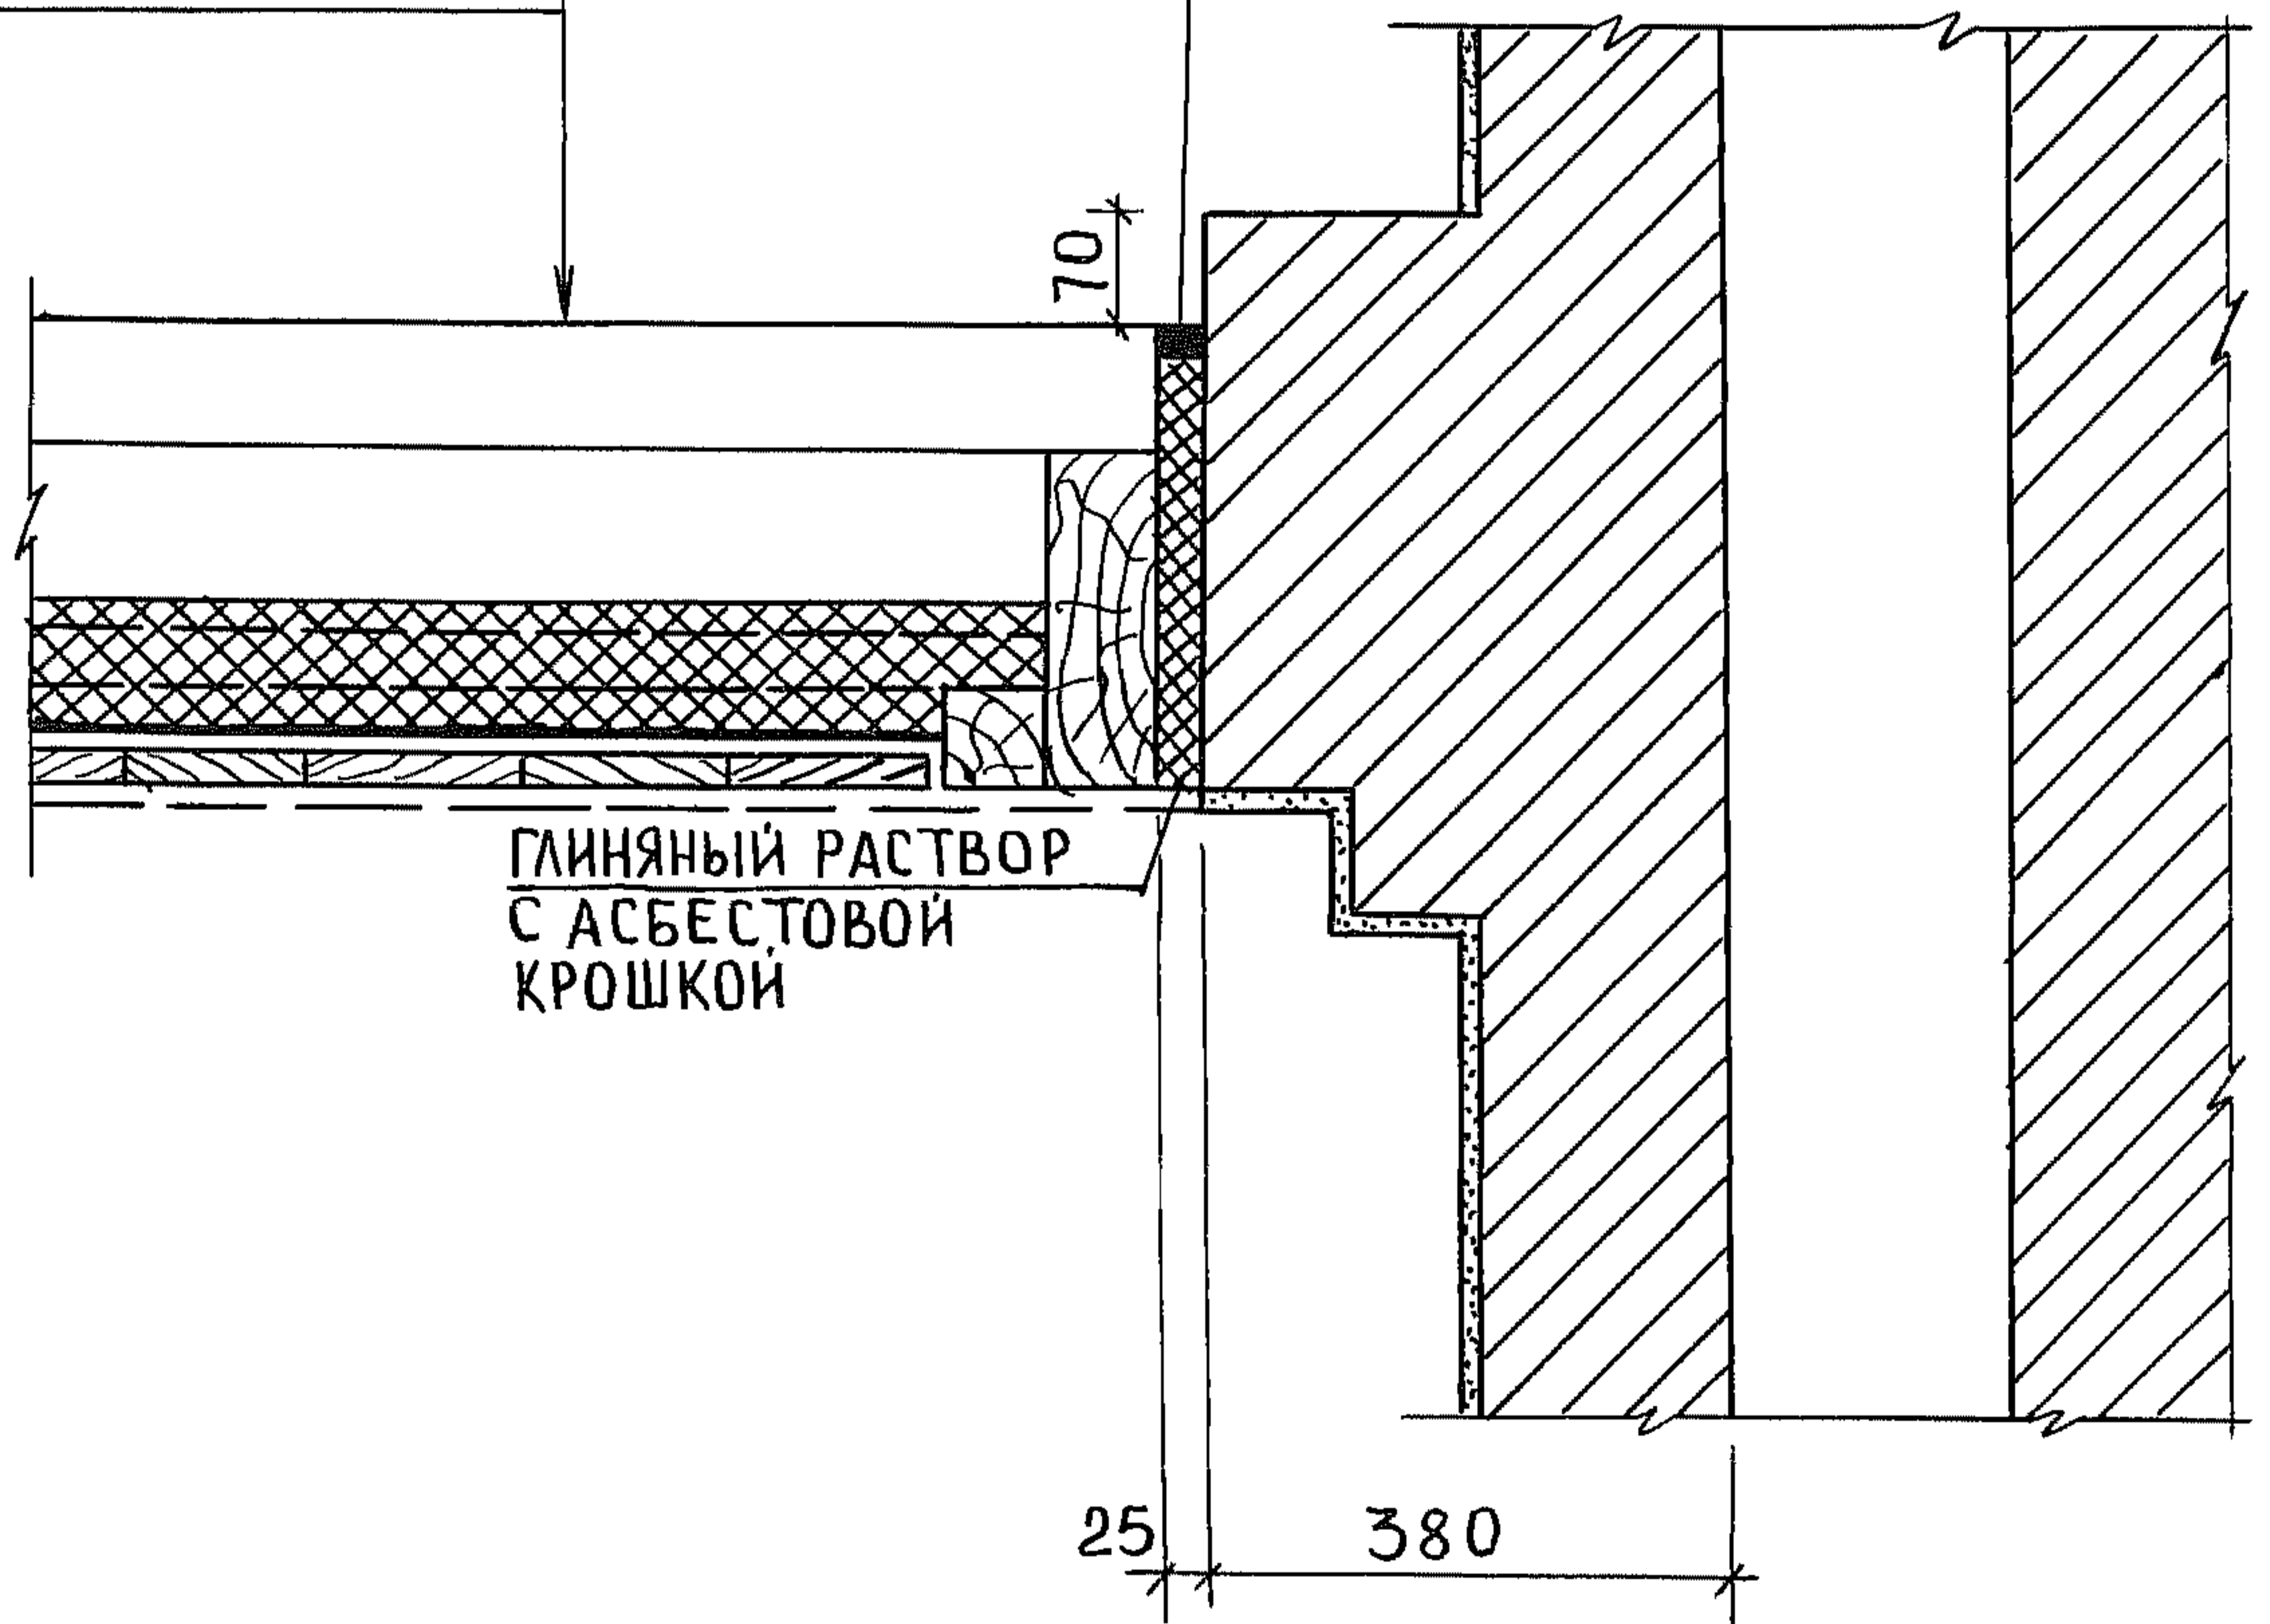 70
ГЛИНЯНЫЙ РАСТВОР
С АСБЕСТОВОЙ
КРОШКОЙ
25 380